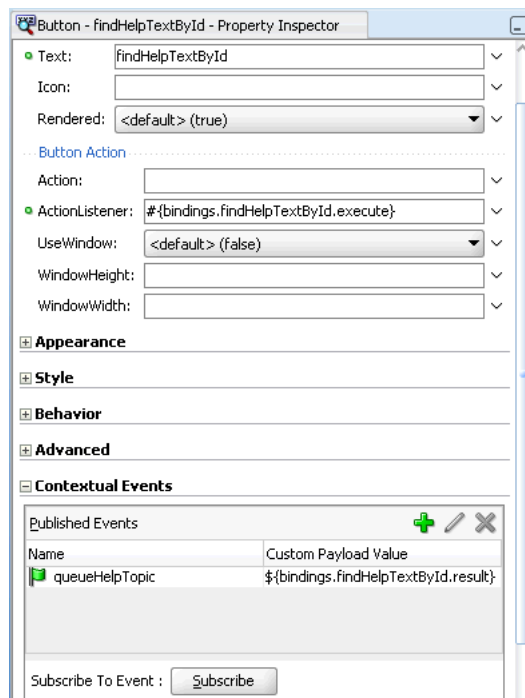 Button - findHelpTextById - Property Inspector
Text: findHelpTextById
Icon:
Rendered: <default> (true)
Button Action
Action:
ActionListener: #{bindings.findHelpTextById.execute}
UseWindow: <default> (false)
WindowHeight:
WindowWidth:
Appearance
Style
Behavior
Advanced
Contextual Events
Published Events
Name Custom Payload Value
queueHelpTopic ${bindings.findHelpTextById.result}
Subscribe To Event : Subscribe